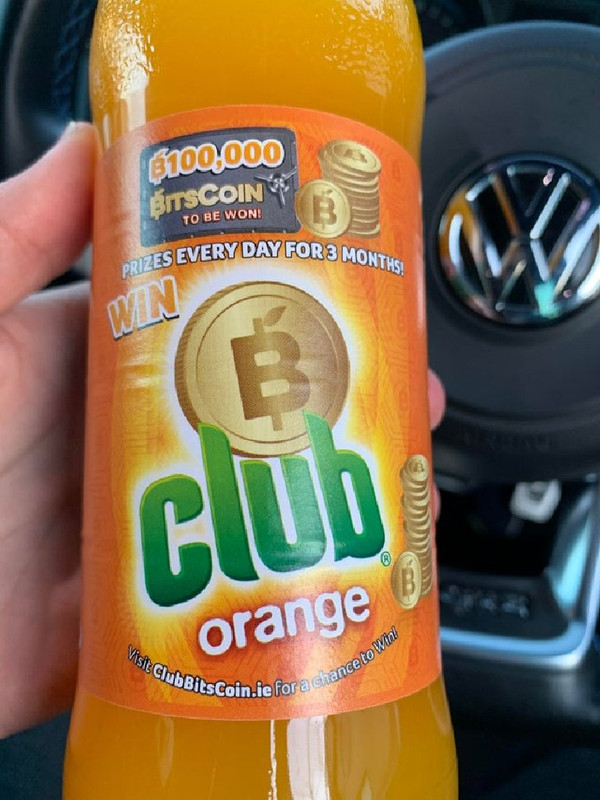 ฿100,000
BITSCOIN
TO BE WON!
PRIZES EVERY DAY FOR 3 MONTHS!
WIN
club®
orange
Visit ClubBitsCoin.ie for a chance to Win!